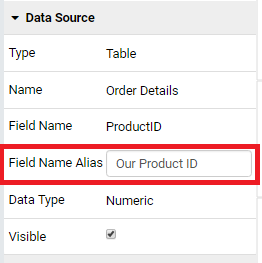 Data Source
Type Table
Name Order Details
Field Name ProductID
Field Name Alias Our Product ID
Data Type Numeric
Visible